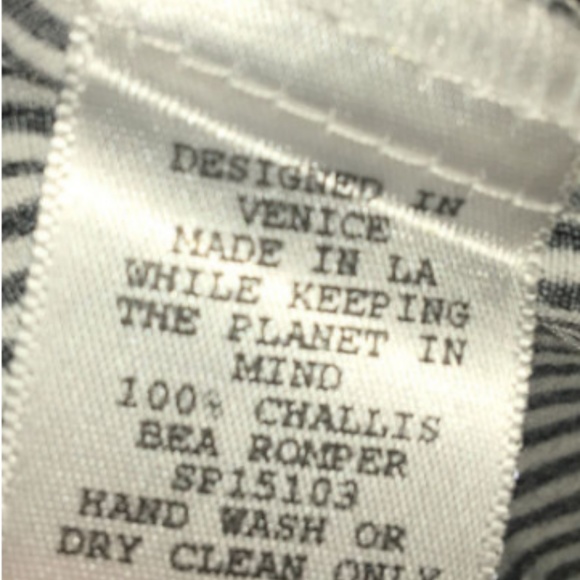 DESIGNED IN
VENICE
MADE IN LA
WHILE KEEPING
THE PLANET IN
MIND
100% CHALLIS
BEA ROMPER
SP15103
HAND WASH OR
DRY CLEAN ONLY